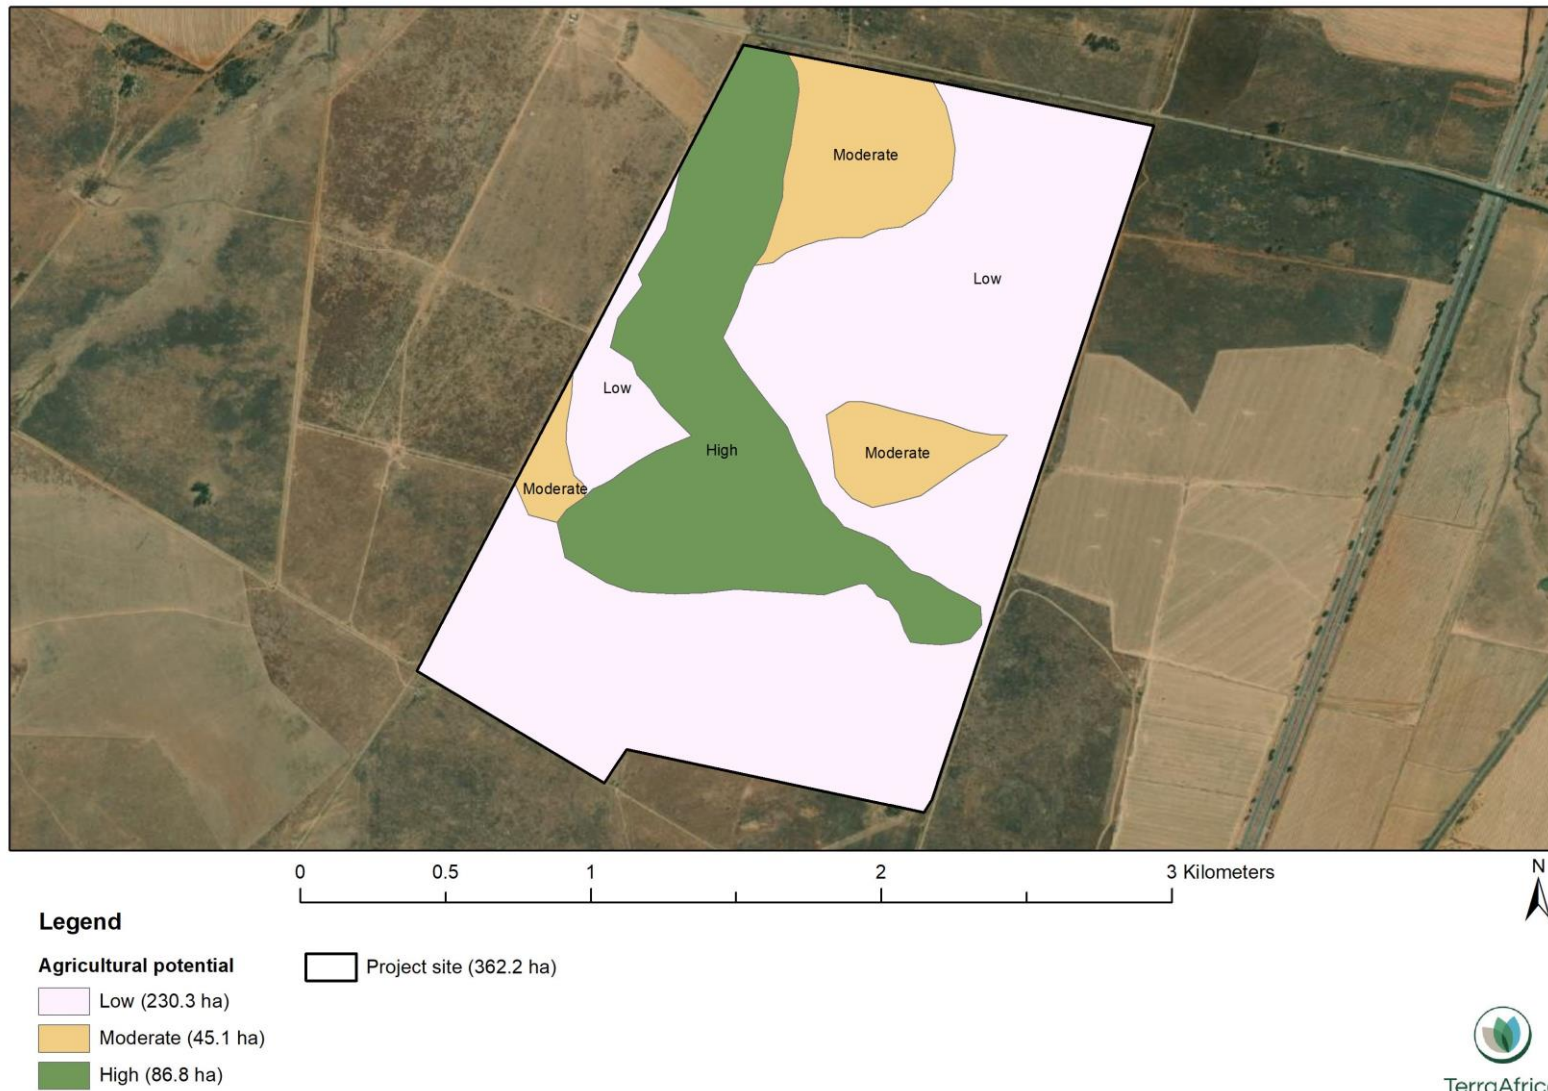 Moderate
Low
Low
High
Moderate
Moderate
0 0.5 1 2 3 Kilometers
N
Legend
Agricultural potential
Project site (362.2 ha)
Low (230.3 ha)
Moderate (45.1 ha)
High (86.8 ha)
TerraAfrica